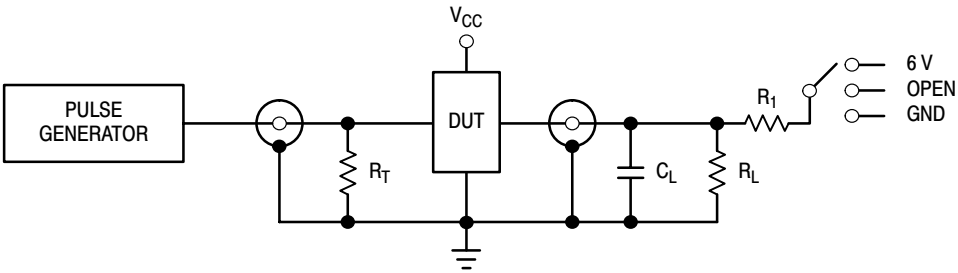 V_CC
PULSE
GENERATOR
DUT
R_T
C_L
R_L
R_1
6 V
OPEN
GND